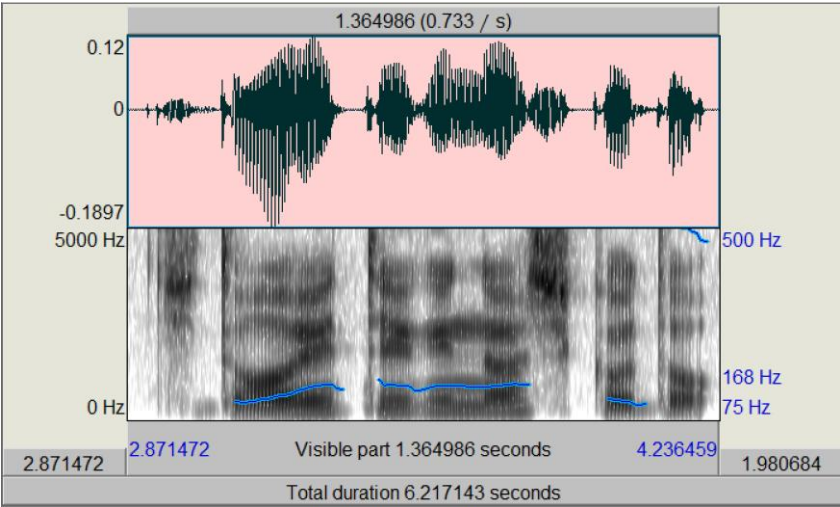 1.364986 (0.733 / s)
0.12
0
-0.1897
5000 Hz 500 Hz
168 Hz
0 Hz 75 Hz
2.871472 Visible part 1.364986 seconds 4.236459
2.871472 1.980684
Total duration 6.217143 seconds